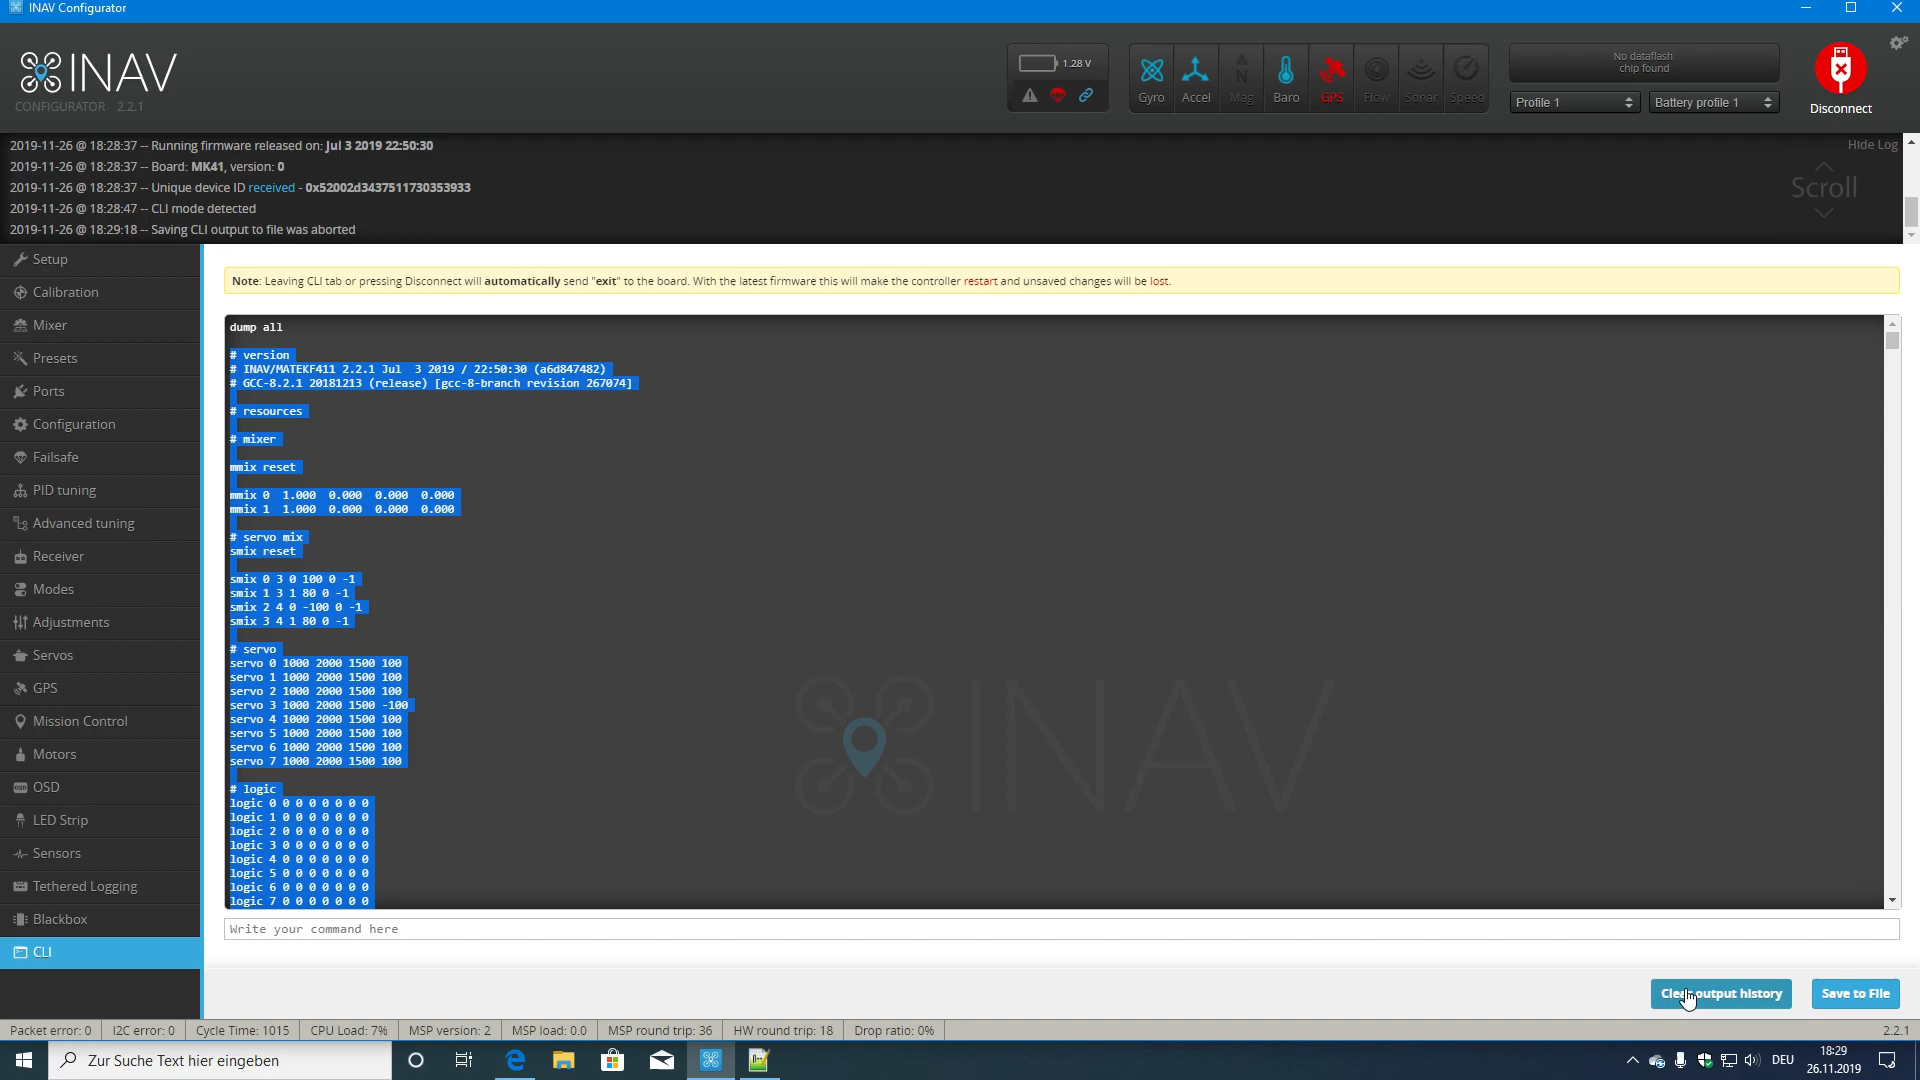 INAV Configurator
INAV
CONFIGURATOR 2.2.1
1.28 V
Gyro
Accel
Mag
Baro
GPS
Flow
Sonar
Speed
No dataflash
chip found
Profile 1
Battery profile 1
Disconnect
2019-11-26 @ 18:28:37 -- Running firmware released on: Jul 3 2019 22:50:30
2019-11-26 @ 18:28:37 -- Board: MK41, version: 0
2019-11-26 @ 18:28:37 -- Unique device ID received - 0x52002d3437511730353933
2019-11-26 @ 18:28:47 -- CLI mode detected
2019-11-26 @ 18:29:18 -- Saving CLI output to file was aborted
Hide Log
Scroll
Setup
Calibration
Mixer
Presets
Ports
Configuration
Failsafe
PID tuning
Advanced tuning
Receiver
Modes
Adjustments
Servos
GPS
Mission Control
Motors
OSD
LED Strip
Sensors
Tethered Logging
Blackbox
CLI
Note: Leaving CLI tab or pressing Disconnect will automatically send "exit" to the board. With the latest firmware this will make the controller restart and unsaved changes will be lost.
dump all
# version
# INAV/MATEKF411 2.2.1 Jul  3 2019 / 22:50:30 (a6d847482)
# GCC-8.2.1 20181213 (release) [gcc-8-branch revision 267074]
# resources
# mixer
mmix reset
mmix 0  1.000  0.000  0.000  0.000
mmix 1  1.000  0.000  0.000  0.000
# servo mix
smix reset
smix 0 3 0 100 0 -1
smix 1 3 1 80 0 -1
smix 2 4 0 -100 0 -1
smix 3 4 1 80 0 -1
# servo
servo 0 1000 2000 1500 100
servo 1 1000 2000 1500 100
servo 2 1000 2000 1500 100
servo 3 1000 2000 1500 -100
servo 4 1000 2000 1500 100
servo 5 1000 2000 1500 100
servo 6 1000 2000 1500 100
servo 7 1000 2000 1500 100
# logic
logic 0 0 0 0 0 0 0 0
logic 1 0 0 0 0 0 0 0
logic 2 0 0 0 0 0 0 0
logic 3 0 0 0 0 0 0 0
logic 4 0 0 0 0 0 0 0
logic 5 0 0 0 0 0 0 0
logic 6 0 0 0 0 0 0 0
logic 7 0 0 0 0 0 0 0
INAV
Write your command here
Clear output history
Save to File
Packet error: 0
I2C error: 0
Cycle Time: 1015
CPU Load: 7%
MSP version: 2
MSP load: 0.0
MSP round trip: 36
HW round trip: 18
Drop ratio: 0%
2.2.1
Zur Suche Text hier eingeben
DEU
18:29
26.11.2019